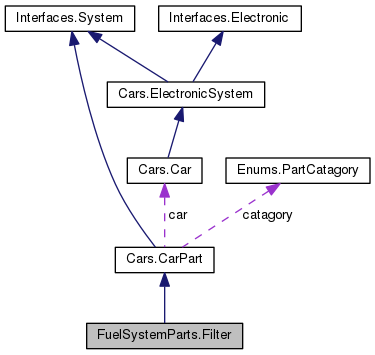 Interfaces.System
Interfaces.Electronic
Cars.ElectronicSystem
Cars.Car
Enums.PartCatagory
car
catagory
Cars.CarPart
FuelSystemParts.Filter